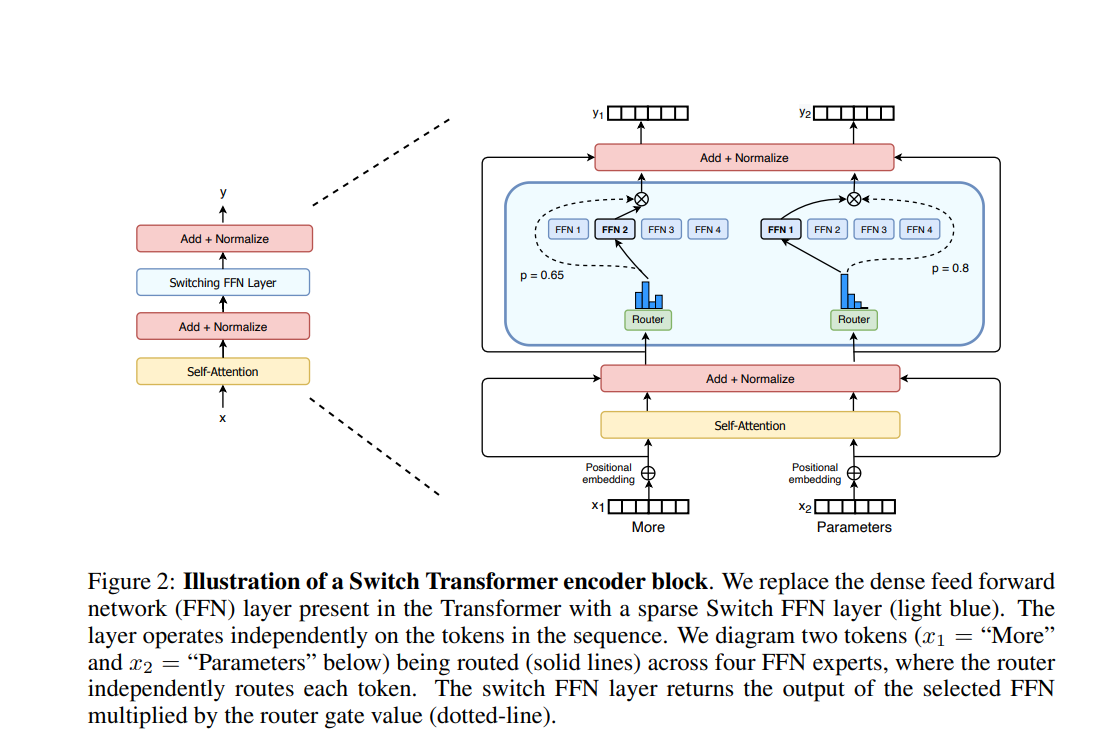 y
Add + Normalize
Switching FFN Layer
Add + Normalize
Self-Attention
x
y1 y2
Add + Normalize
FFN 1 FFN 2 FFN 3 FFN 4 FFN 1 FFN 2 FFN 3 FFN 4
p = 0.65 p = 0.8
Router Router
Add + Normalize
Self-Attention
Positional embedding Positional embedding
x1 x2
More Parameters
Figure 2: Illustration of a Switch Transformer encoder block. We replace the dense feed forward
network (FFN) layer present in the Transformer with a sparse Switch FFN layer (light blue). The
layer operates independently on the tokens in the sequence. We diagram two tokens (x1 = “More”
and x2 = “Parameters” below) being routed (solid lines) across four FFN experts, where the router
independently routes each token. The switch FFN layer returns the output of the selected FFN
multiplied by the router gate value (dotted-line).